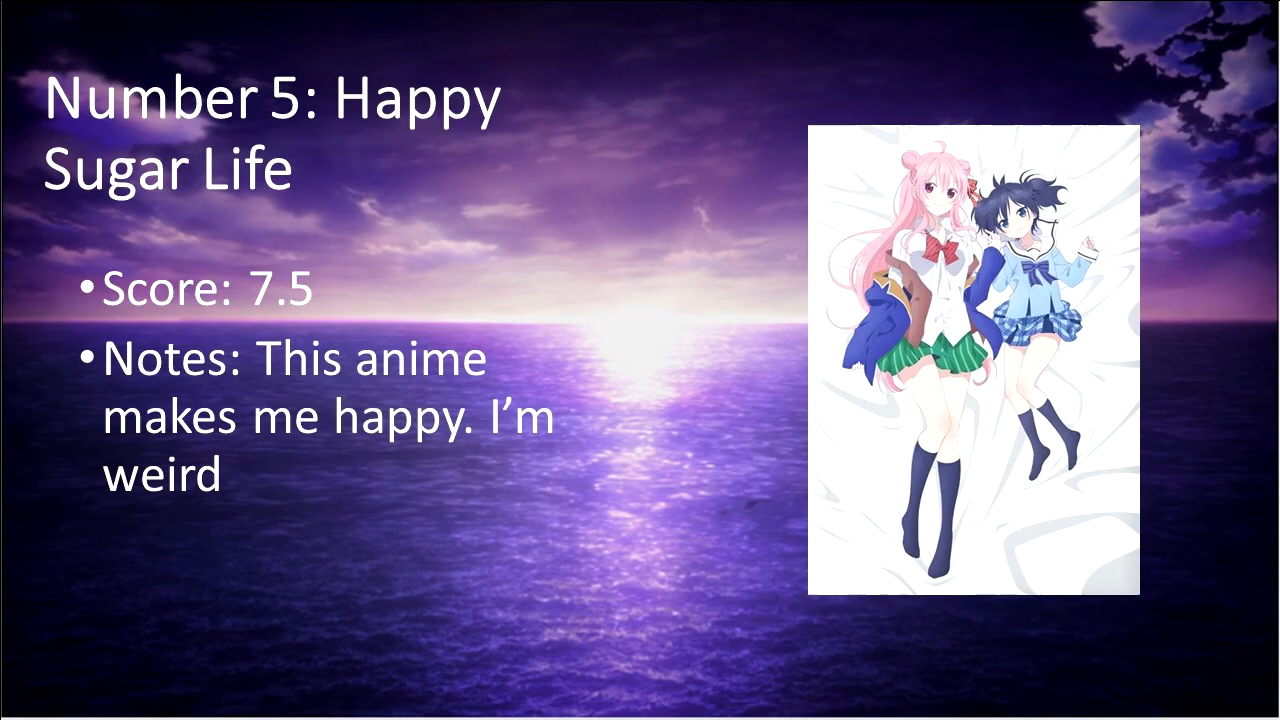 Number 5: Happy
Sugar Life
• Score: 7.5
• Notes: This anime
makes me happy. I’m
weird